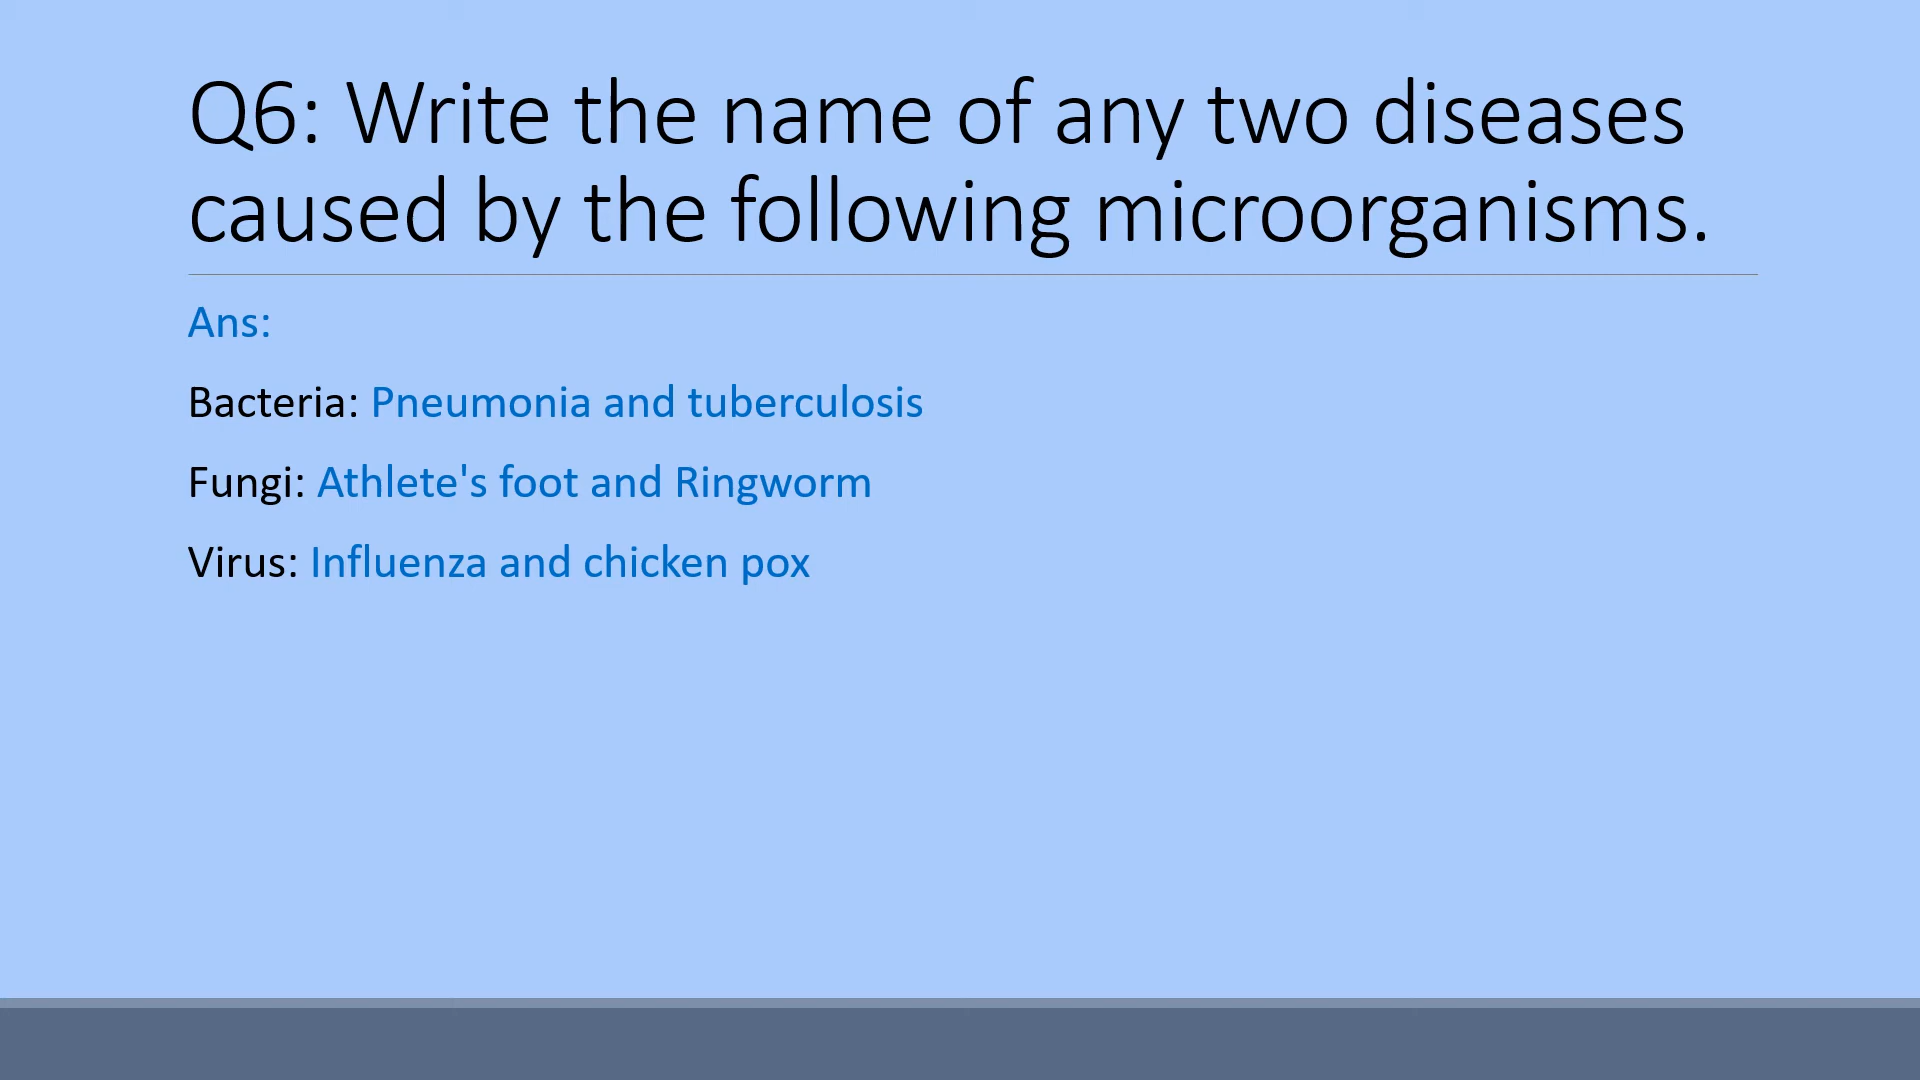 Q6: Write the name of any two diseases
caused by the following microorganisms.
Ans:
Bacteria: Pneumonia and tuberculosis
Fungi: Athlete's foot and Ringworm
Virus: Influenza and chicken pox